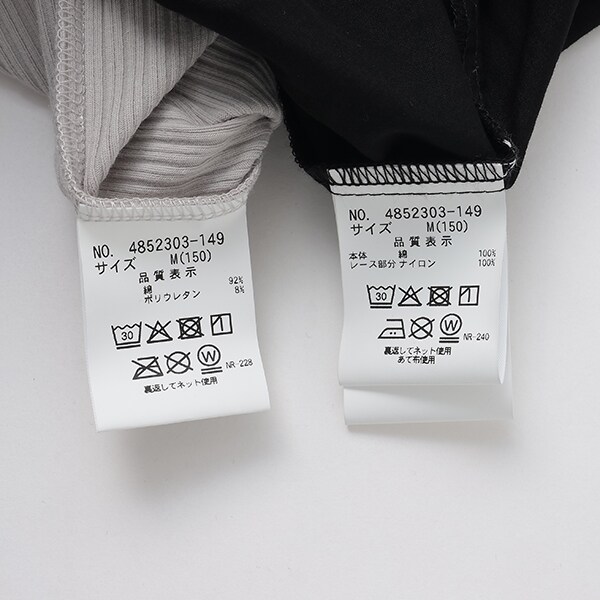 NO. 4852303-149
サイズ M(150)
品質表示
綿 92%
ポリウレタン 8%
30
1
W NR-228
裏返してネット使用
NO. 4852303-149
サイズ M(150)
品質表示
本体 綿 100%
レース部分 ナイロン 100%
30
1
W NR-240
裏返してネット使用
あて布使用